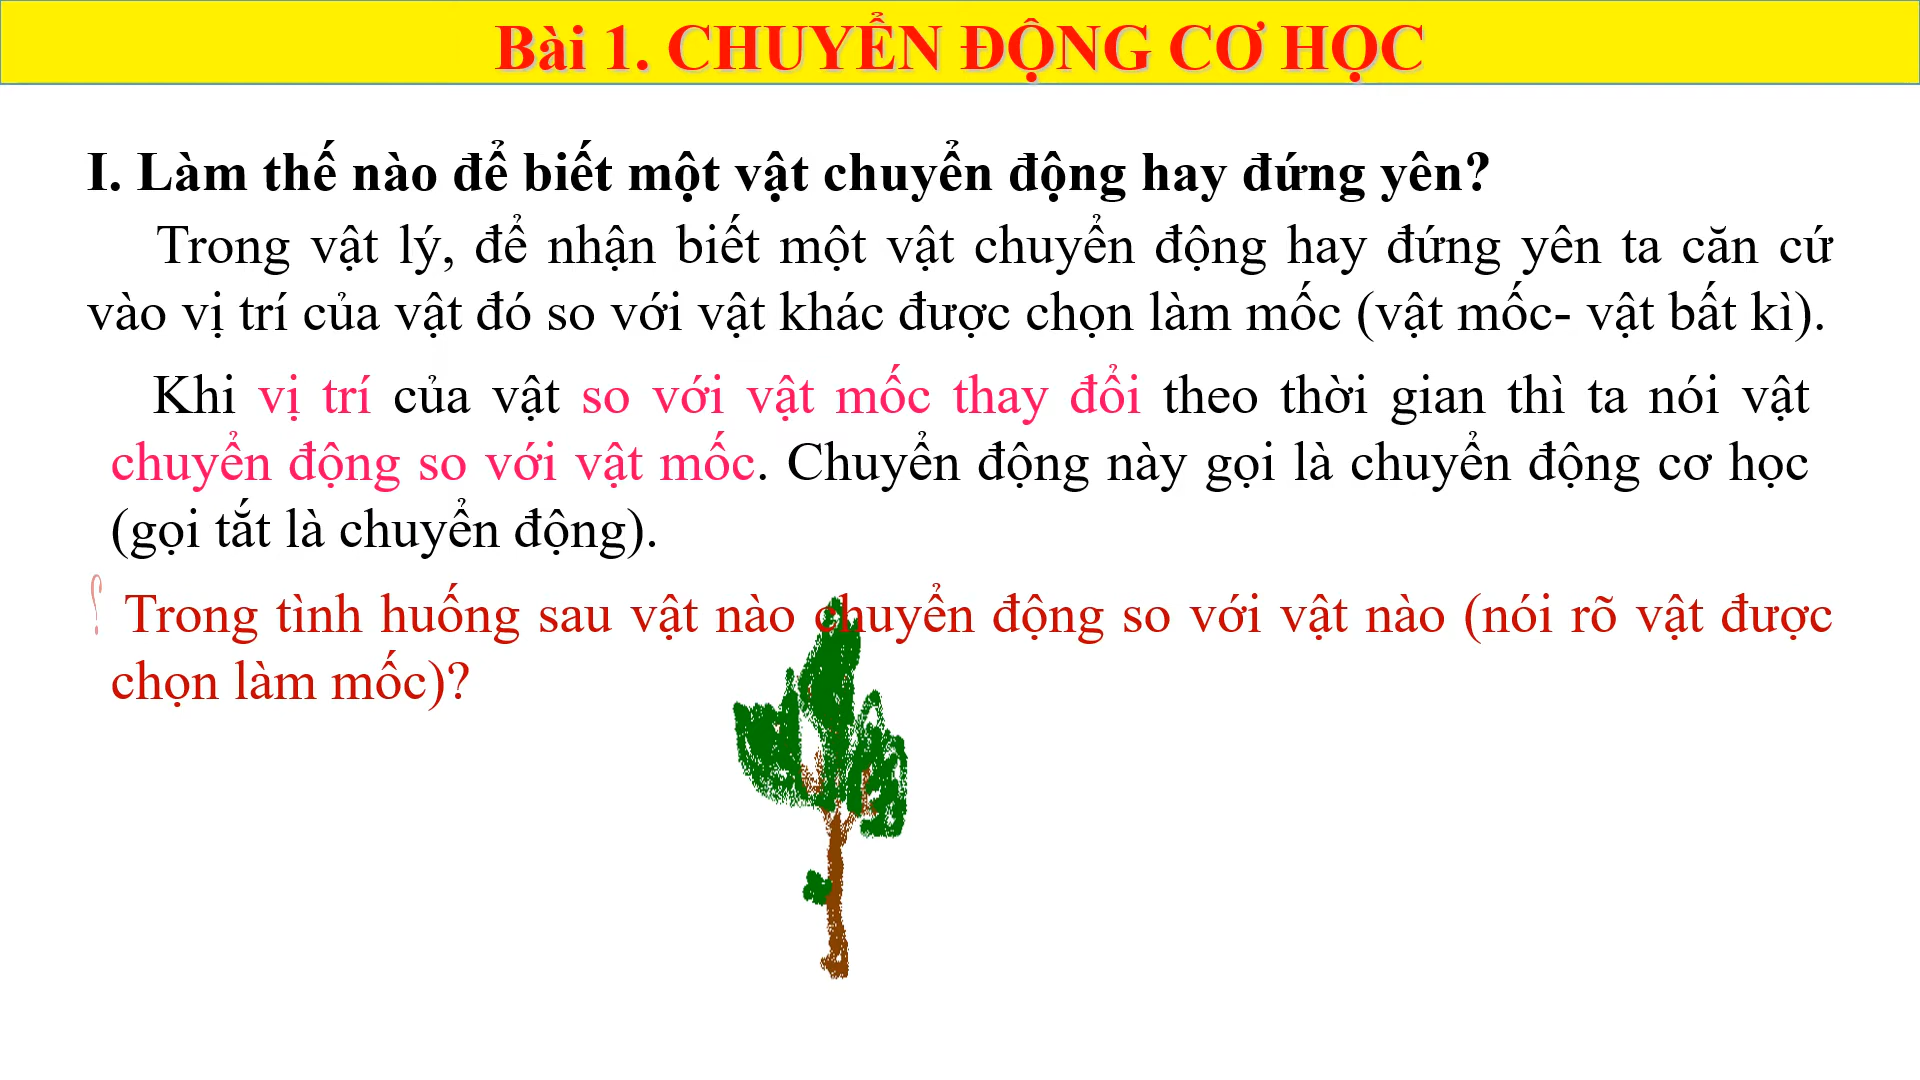 Bài 1. CHUYỂN ĐỘNG CƠ HỌC
I. Làm thế nào để biết một vật chuyển động hay đứng yên?
Trong vật lý, để nhận biết một vật chuyển động hay đứng yên ta căn cứ
vào vị trí của vật đó so với vật khác được chọn làm mốc (vật mốc- vật bất kì).
Khi vị trí của vật so với vật mốc thay đổi theo thời gian thì ta nói vật
chuyển động so với vật mốc. Chuyển động này gọi là chuyển động cơ học
(gọi tắt là chuyển động).
? Trong tình huống sau vật nào chuyển động so với vật nào (nói rõ vật được
chọn làm mốc)?